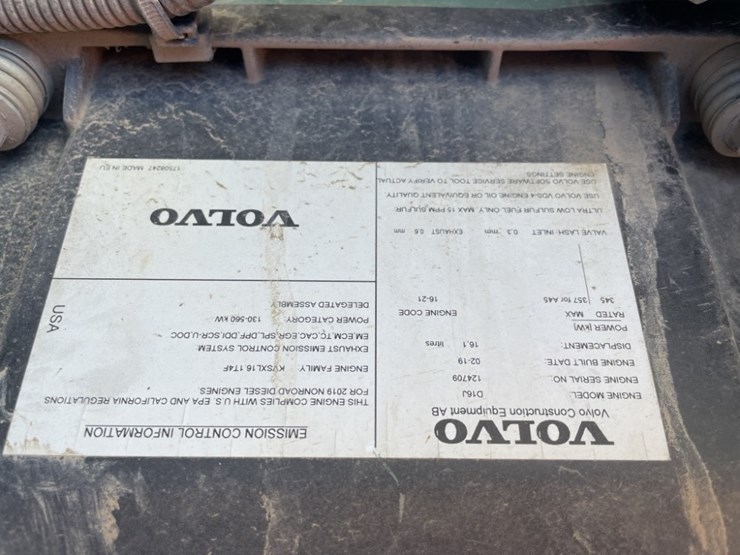 VOLVO
Volvo Construction Equipment AB
ENGINE MODEL. D16J
ENGINE SERIAL NO. 124709
ENGINE BUILT DATE. 02-19
DISPLACEMENT. 16.1 litres
POWER [kW]
RATED MAX ENGINE CODE
345 357 for A45 16-21
*
VALVE LASH: INLET 0.3 mm EXHAUST 0.6 mm
ULTRA LOW SULFUR FUEL ONLY. MAX 15 PPM SULFUR
USE VOLVO VDS-4 ENGINE OIL OR EQUIVALENT QUALITY
USE VOLVO SOFTWARE SERVICE TOOL TO VERIFY ACTUAL
ENGINE SETTINGS
EMISSION CONTROL INFORMATION
THIS ENGINE COMPLIES WITH U.S. EPA AND CALIFORNIA REGULATIONS
FOR 2019 NONROAD DIESEL ENGINES.
ENGINE FAMILY KVSXL16.1T4F
EXHAUST EMISSION CONTROL SYSTEM
EM,ECM,TC,CAC,EGR,SPL,DPF,DDI,SCR-U,DOC
POWER CATEGORY 130-560 kW
DELEGATED ASSEMBLY
USA
VOLVO
17508247 MADE IN EU